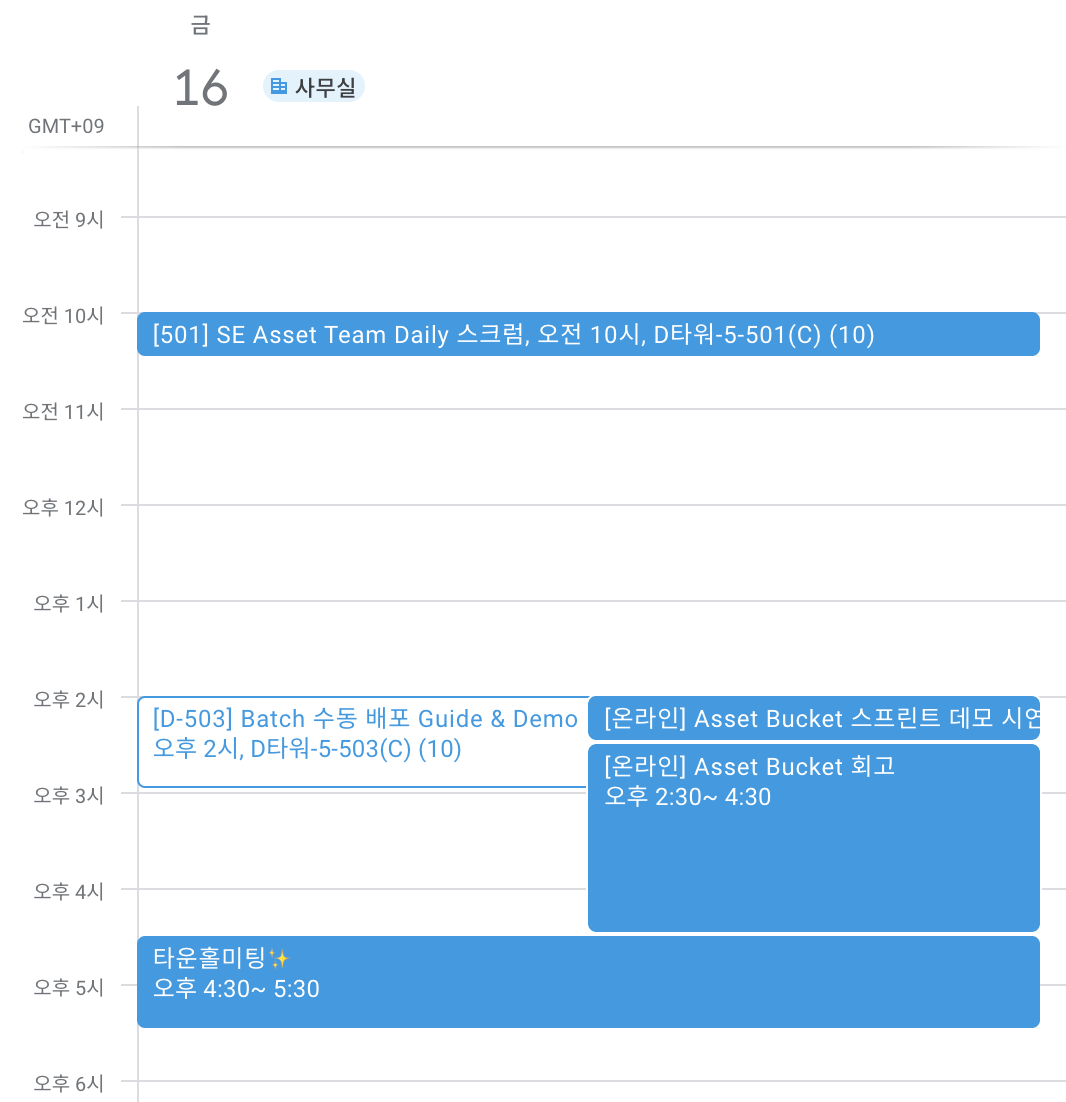 금
16
사무실
GMT+09
오전 9시
오전 10시
[501] SE Asset Team Daily 스크럼, 오전 10시, D타워-5-501(C) (10)
오전 11시
오후 12시
오후 1시
오후 2시
[D-503] Batch 수동 배포 Guide & Demo
오후 2시, D타워-5-503(C) (10)
[온라인] Asset Bucket 스프린트 데모 시연
[온라인] Asset Bucket 회고
오후 2:30~ 4:30
오후 3시
오후 4시
타운홀미팅✨
오후 4:30~ 5:30
오후 5시
오후 6시